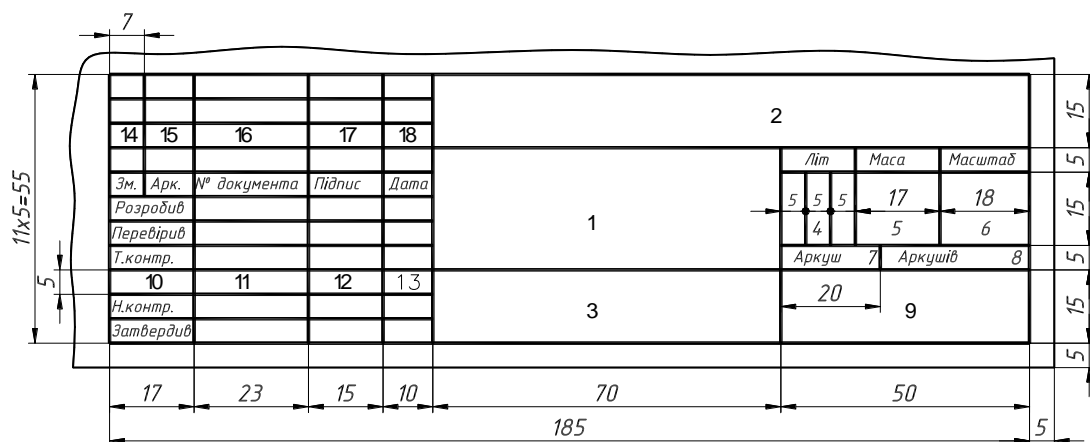 7
2
15
14 15 16 17 18
Літ Маса Масштаб 5
Зм. Арк. № документа Підпис Дата
5 5 5 17 18 15
Розробив
11х5=55
1
4 5 6
Перевірив
Т.контр. Аркуш 7 Аркушів 8 5
5 10 11 12 13
20
Н.контр. 3 9 15
Затвердив
5
17 23 15 10 70 50
185 5